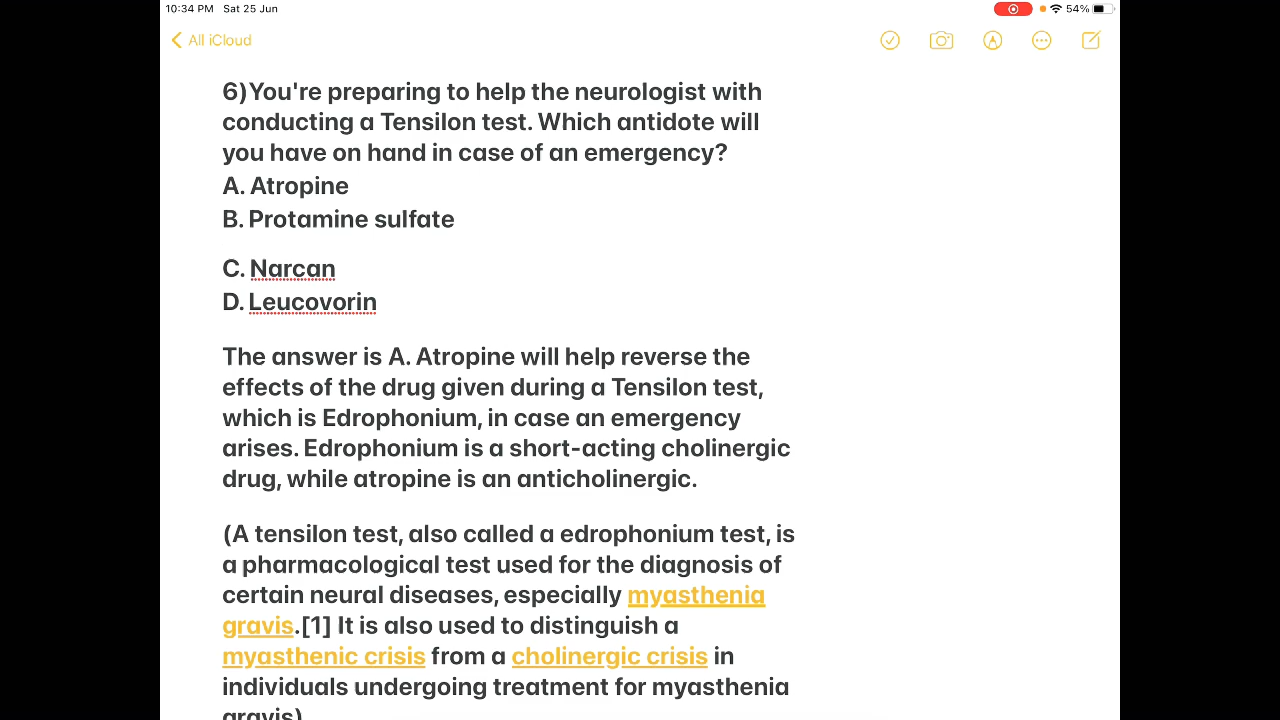 10:34 PM Sat 25 Jun
54%
All iCloud
6)You're preparing to help the neurologist with
conducting a Tensilon test. Which antidote will
you have on hand in case of an emergency?
A. Atropine
B. Protamine sulfate
C. Narcan
D. Leucovorin
The answer is A. Atropine will help reverse the
effects of the drug given during a Tensilon test,
which is Edrophonium, in case an emergency
arises. Edrophonium is a short-acting cholinergic
drug, while atropine is an anticholinergic.
(A tensilon test, also called a edrophonium test, is
a pharmacological test used for the diagnosis of
certain neural diseases, especially myasthenia
gravis.[1] It is also used to distinguish a
myasthenic crisis from a cholinergic crisis in
individuals undergoing treatment for myasthenia
gravis)